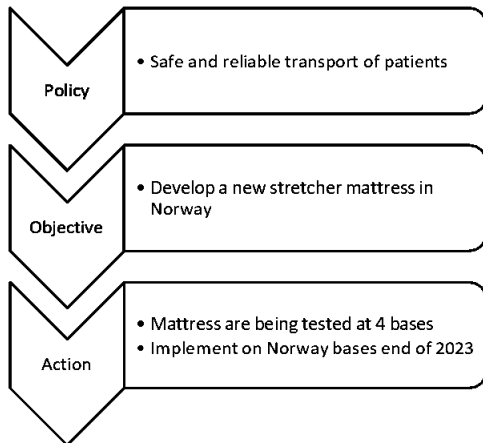 Policy
• Safe and reliable transport of patients
Objective
• Develop a new stretcher mattress in
Norway
Action
• Mattress are being tested at 4 bases
• Implement on Norway bases end of 2023